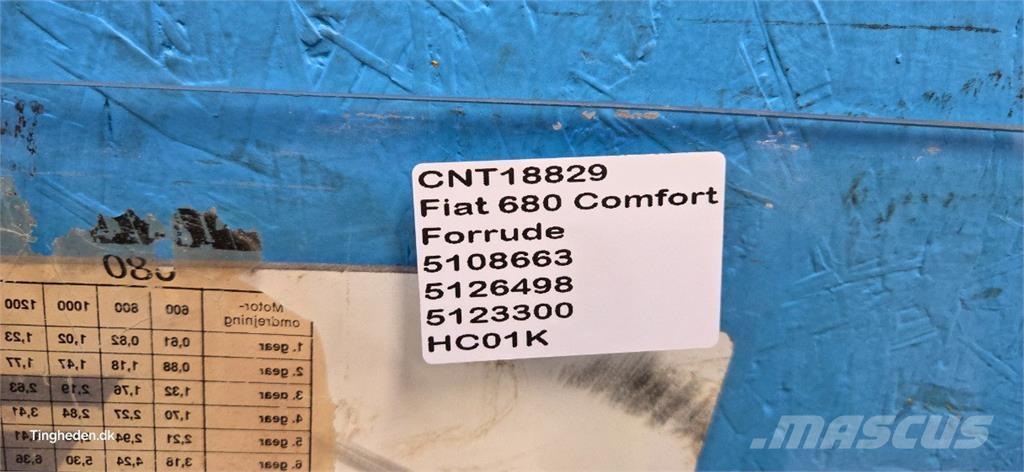 CNT18829
Fiat 680 Comfort
Forrude
5108663
5126498
5123300
HC01K
Motor-
omdrejning 600 800 1000 1200
1. gear 0,61 0,82 1,02 1,23
2. gear 0,88 1,18 1,47 1,77
3. gear 1,32 1,76 2,19 2,63
4. gear 1,70 2,27 2,84 3,41
5. gear 2,21 2,94
6. gear 3,18 4,24 5,30 6,36
Tingheden.dk
MASCUS